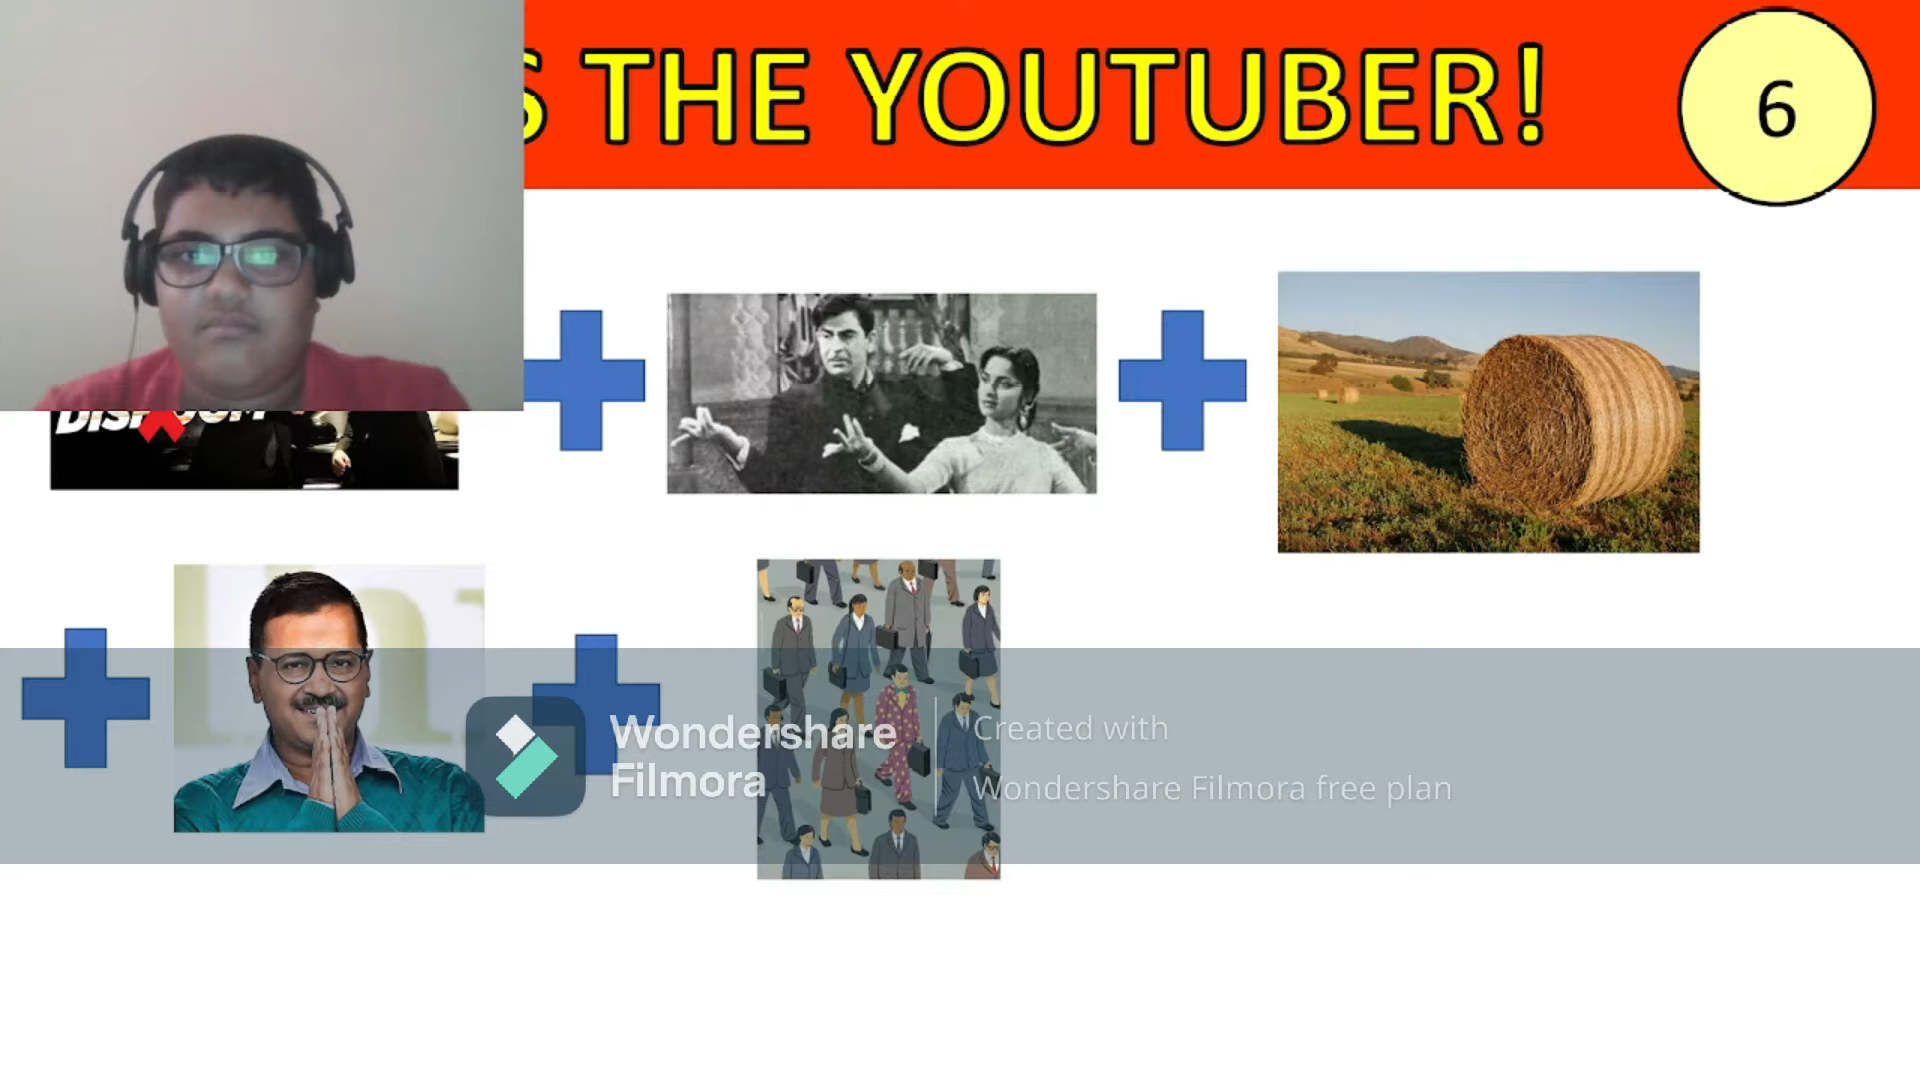 S THE YOUTUBER!
6
Wondershare
Filmora
Created with
Wondershare Filmora free plan